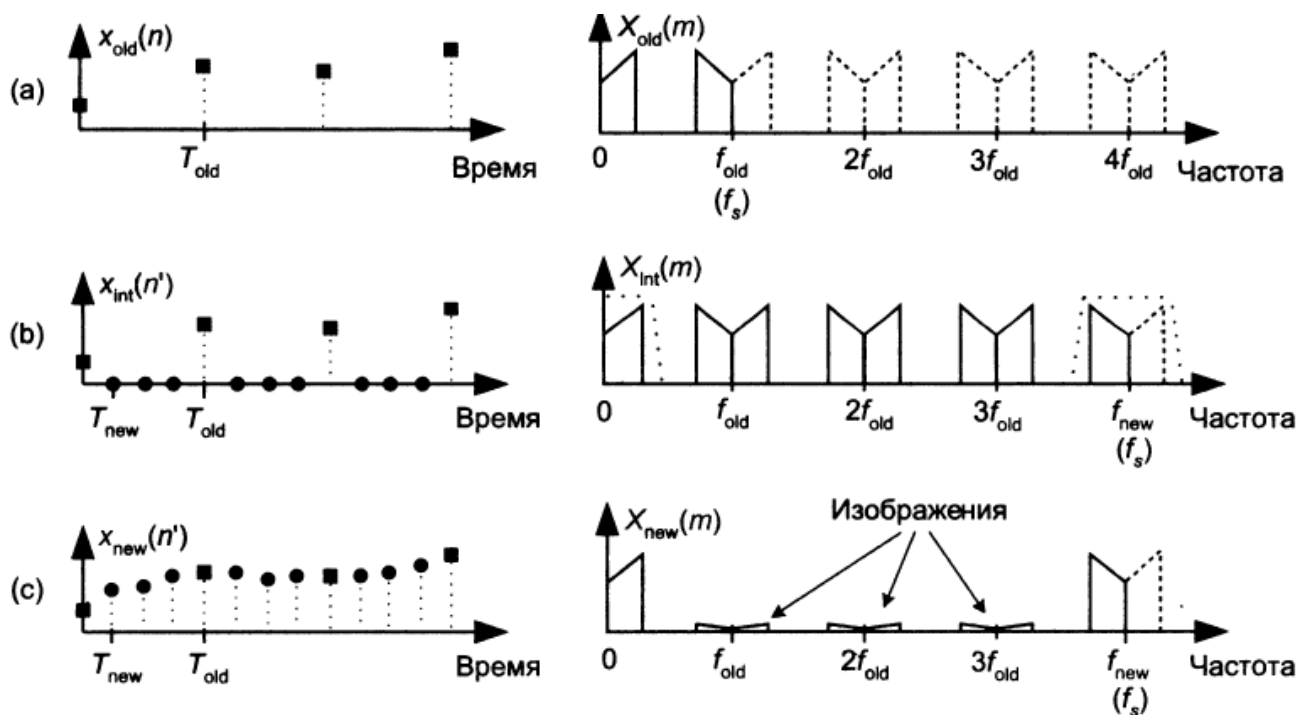 (a)
x_old(n)
T_old
Время
X_old(m)
0
f_old
(f_s)
2f_old
3f_old
4f_old
Частота
(b)
x_int(n')
T_new
T_old
Время
X_int(m)
0
f_old
2f_old
3f_old
f_new
(f_s)
Частота
(c)
x_new(n')
T_new
T_old
Время
X_new(m)
Изображения
0
f_old
2f_old
3f_old
f_new
(f_s)
Частота